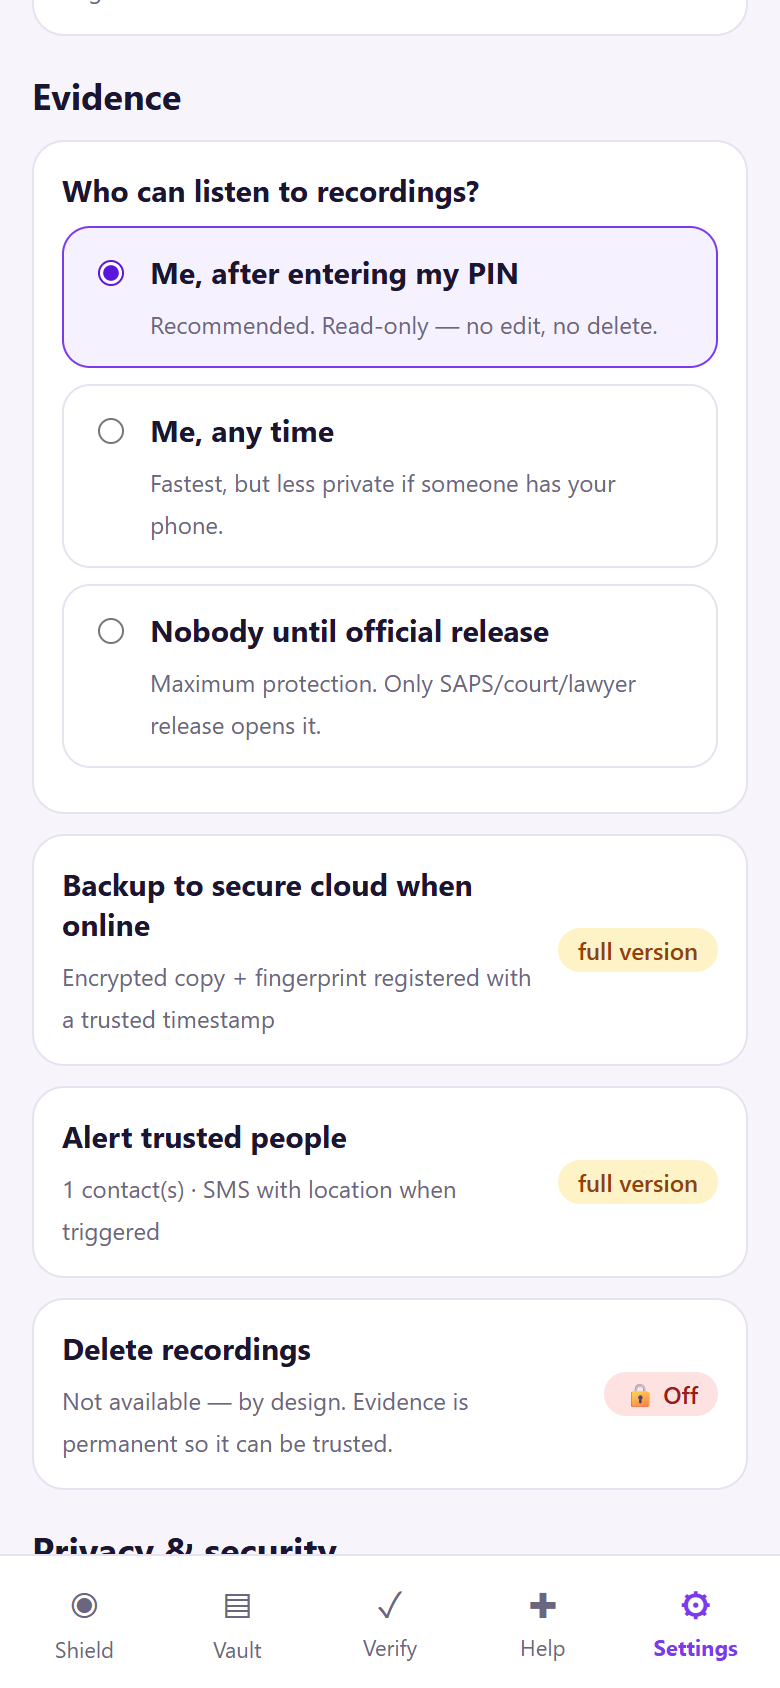 Evidence
Who can listen to recordings?
Me, after entering my PIN
Recommended. Read-only — no edit, no delete.
Me, any time
Fastest, but less private if someone has your
phone.
Nobody until official release
Maximum protection. Only SAPS/court/lawyer
release opens it.
Backup to secure cloud when
online
Encrypted copy + fingerprint registered with
a trusted timestamp
full version
Alert trusted people
1 contact(s) · SMS with location when
triggered
full version
Delete recordings
Not available — by design. Evidence is
permanent so it can be trusted.
🔒 Off
Privacy & security
Shield
Vault
Verify
Help
Settings